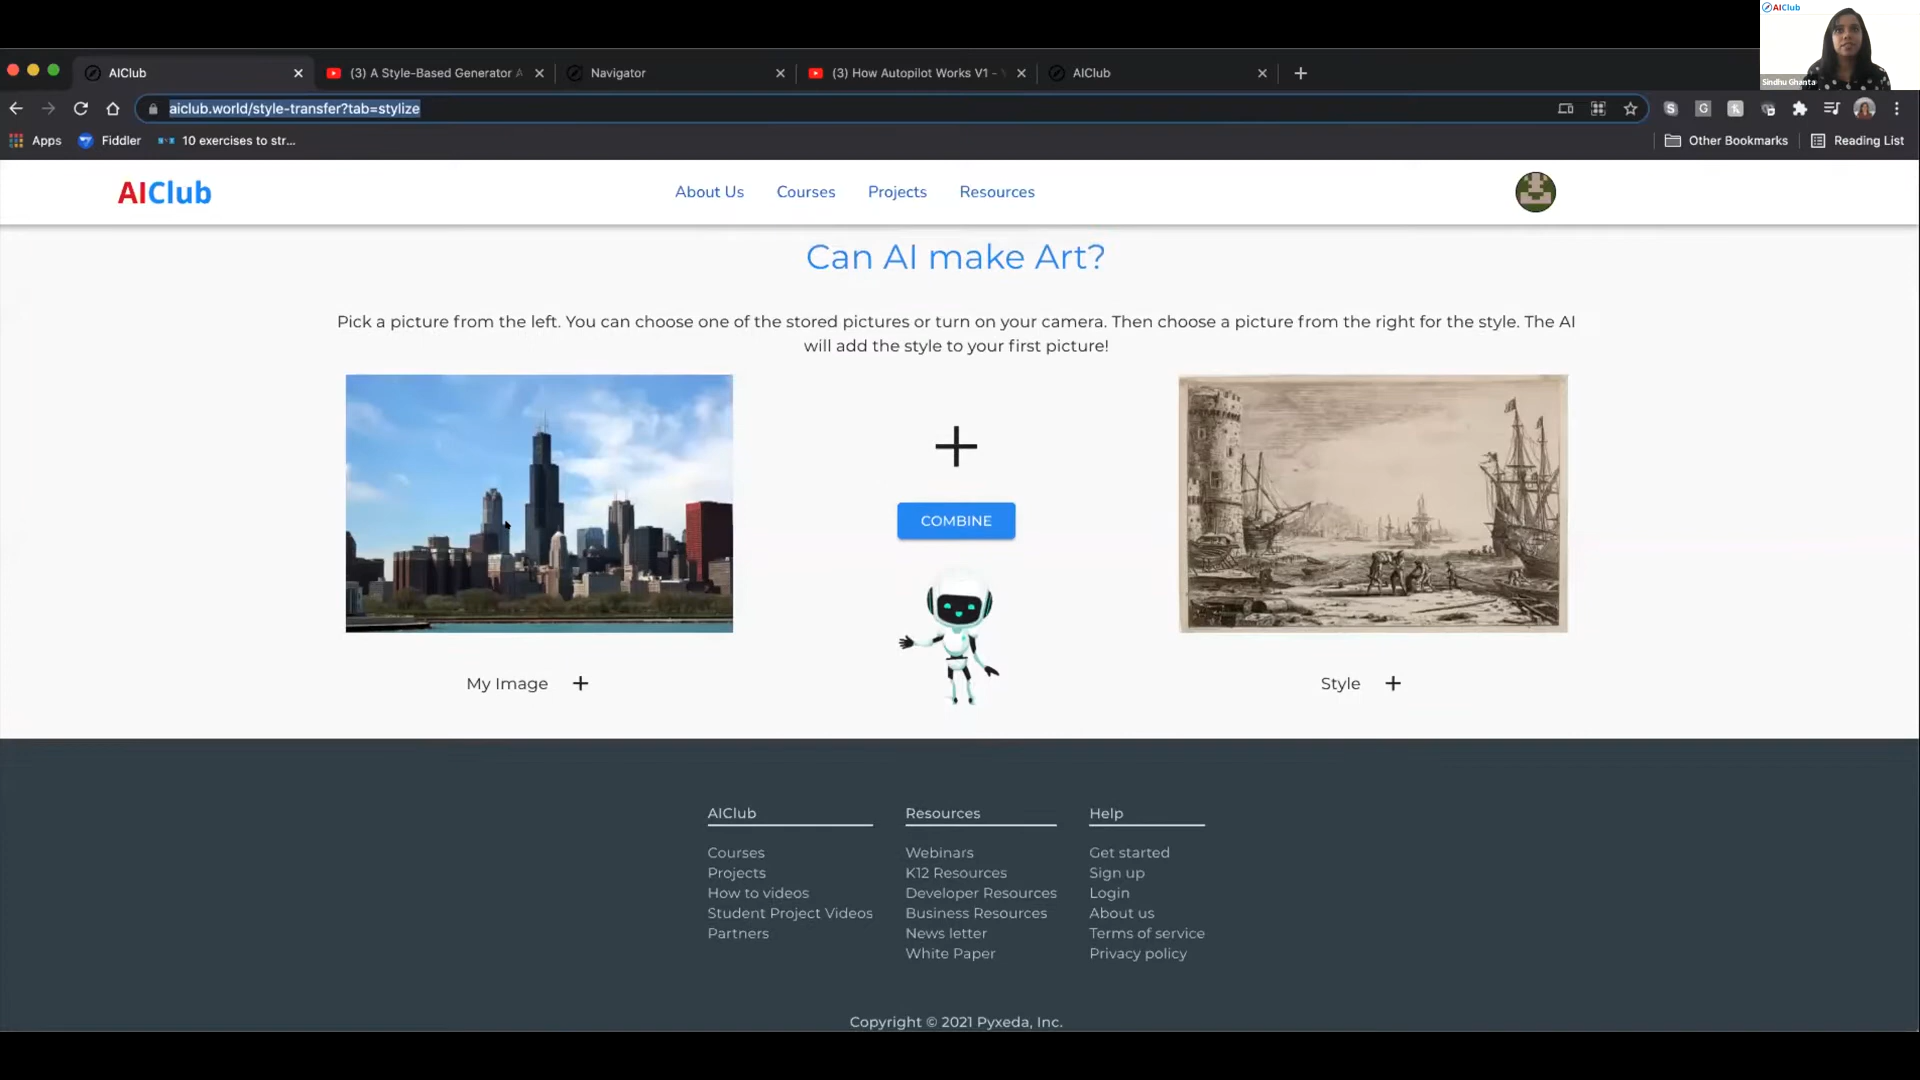 AIClub
Sindhu Ghanta
AIClub
(3) A Style-Based Generator A
Navigator
(3) How Autopilot Works V1 -
AIClub
aiclub.world/style-transfer?tab=stylize
Apps
Fiddler
10 exercises to str...
Other Bookmarks
Reading List
AIClub
About Us
Courses
Projects
Resources
Can AI make Art?
Pick a picture from the left. You can choose one of the stored pictures or turn on your camera. Then choose a picture from the right for the style. The AI
will add the style to your first picture!
COMBINE
My Image +
Style +
AIClub
Courses
Projects
How to videos
Student Project Videos
Partners
Resources
Webinars
K12 Resources
Developer Resources
Business Resources
News letter
White Paper
Help
Get started
Sign up
Login
About us
Terms of service
Privacy policy
Copyright © 2021 Pyxeda, Inc.